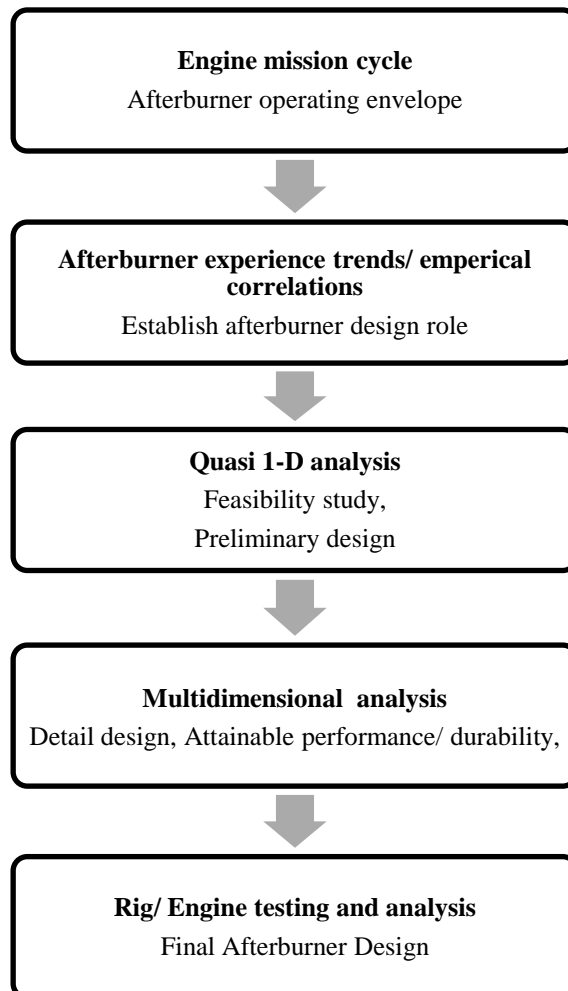 Engine mission cycle
Afterburner operating envelope
Afterburner experience trends/ emperical
correlations
Establish afterburner design role
Quasi 1-D analysis
Feasibility study,
Preliminary design
Multidimensional analysis
Detail design, Attainable performance/ durability,
Rig/ Engine testing and analysis
Final Afterburner Design